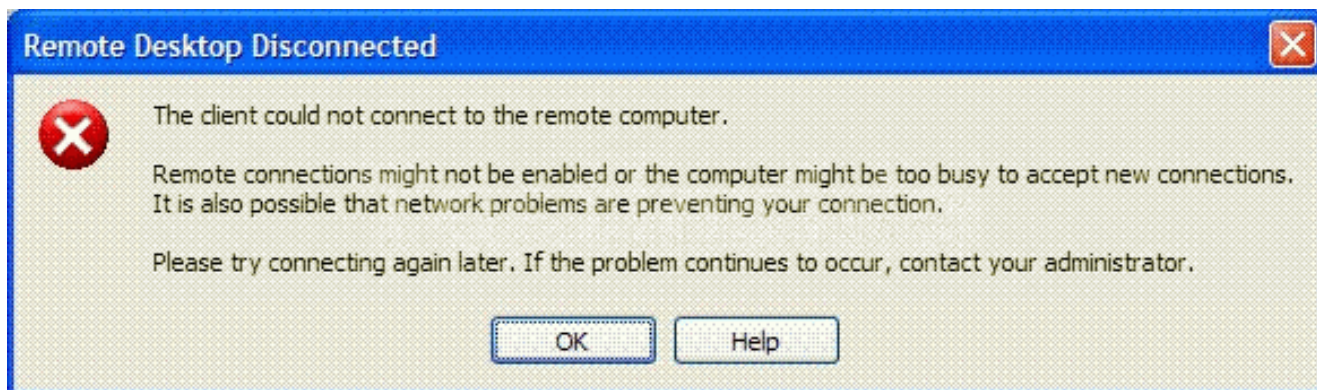 Remote Desktop Disconnected
The client could not connect to the remote computer.
Remote connections might not be enabled or the computer might be too busy to accept new connections.
It is also possible that network problems are preventing your connection.
Please try connecting again later. If the problem continues to occur, contact your administrator.
OK
Help